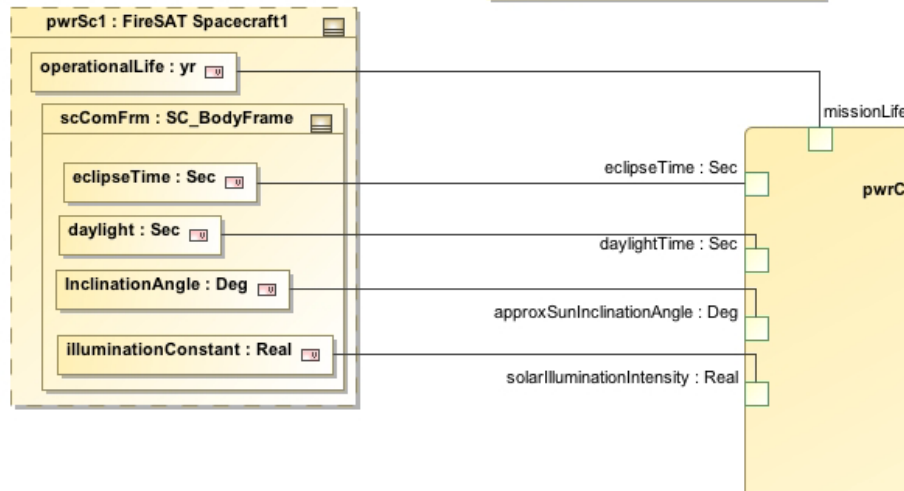 pwrSc1 : FireSAT Spacecraft1
operationalLife : yr
missionLife
scComFrm : SC_BodyFrame
eclipseTime : Sec
eclipseTime : Sec
pwrC
daylight : Sec
daylightTime : Sec
InclinationAngle : Deg
approxSunInclinationAngle : Deg
illuminationConstant : Real
solarIlluminationIntensity : Real